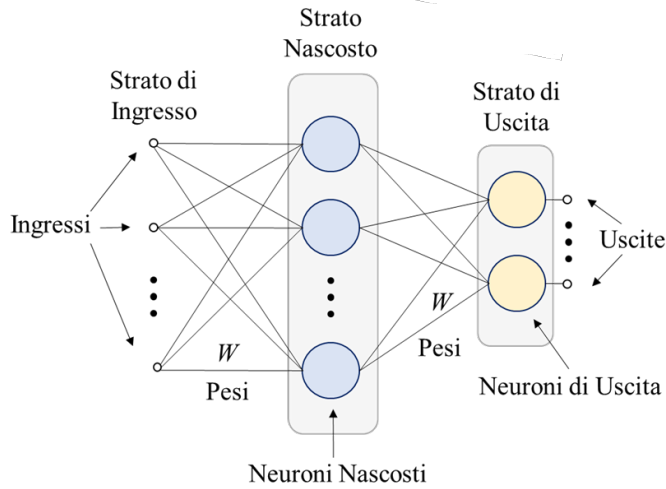 Strato
Nascosto
Strato di
Ingresso
Strato di
Uscita
Ingressi
Uscite
W
Pesi
W
Pesi
Neuroni di Uscita
Neuroni Nascosti